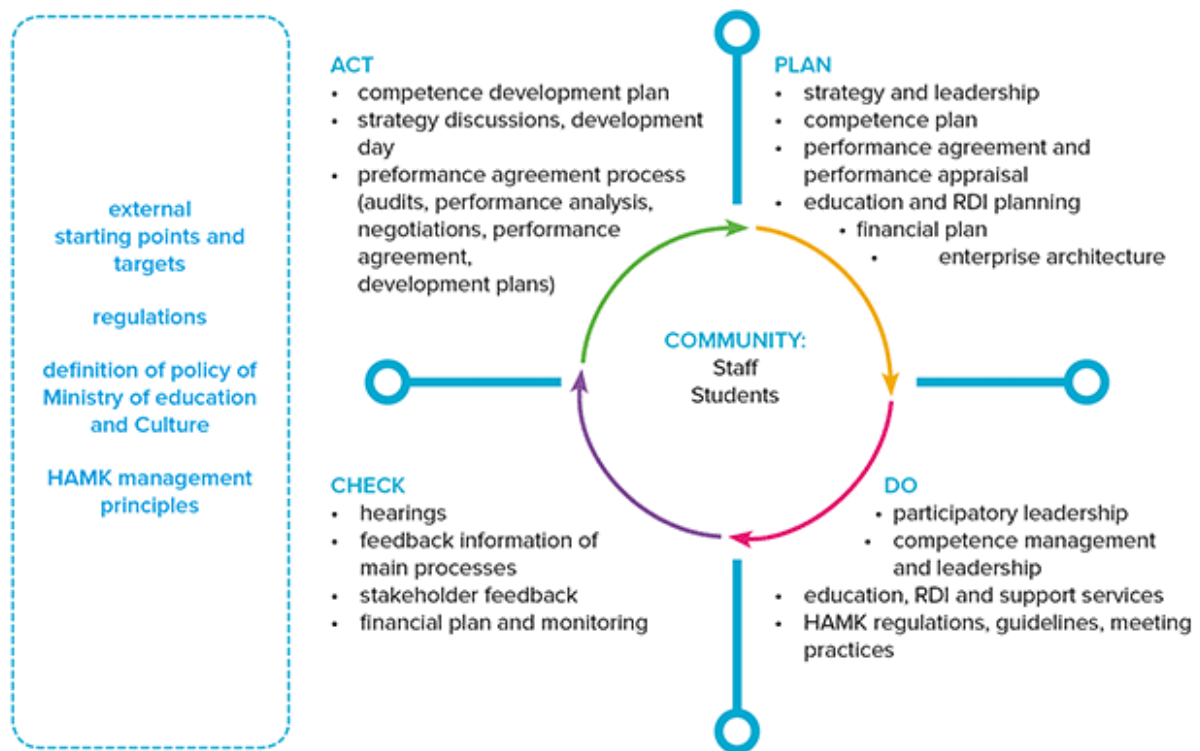 external
starting points and
targets
regulations
definition of policy of
Ministry of education
and Culture
HAMK management
principles
ACT
• competence development plan
• strategy discussions, development
day
• preformance agreement process
(audits, performance analysis,
negotiations, performance
agreement,
development plans)
PLAN
• strategy and leadership
• competence plan
• performance agreement and
performance appraisal
• education and RDI planning
• financial plan
• enterprise architecture
COMMUNITY:
Staff
Students
CHECK
• hearings
• feedback information of
main processes
• stakeholder feedback
• financial plan and monitoring
DO
• participatory leadership
• competence management
and leadership
• education, RDI and support services
• HAMK regulations, guidelines, meeting
practices